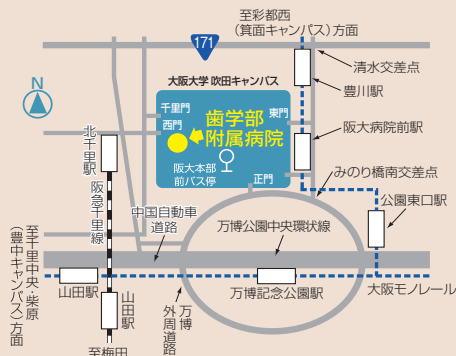 至彩都西
(箕面キャンパス)方面
171
清水交差点
大阪大学 吹田キャンパス
N
豊川駅
千里門
東門
西門
歯学部
附属病院
阪大病院前駅
北千里駅
阪大本部
前バス停
正門
みのり橋南交差点
阪急千里線
公園東口駅
中国自動車
道路
万博公園中央環状線
至千里中央・柴原
(豊中キャンパス)方面
山田駅
万博記念公園駅
大阪モノレール
山田駅
万博
外周道路
至梅田